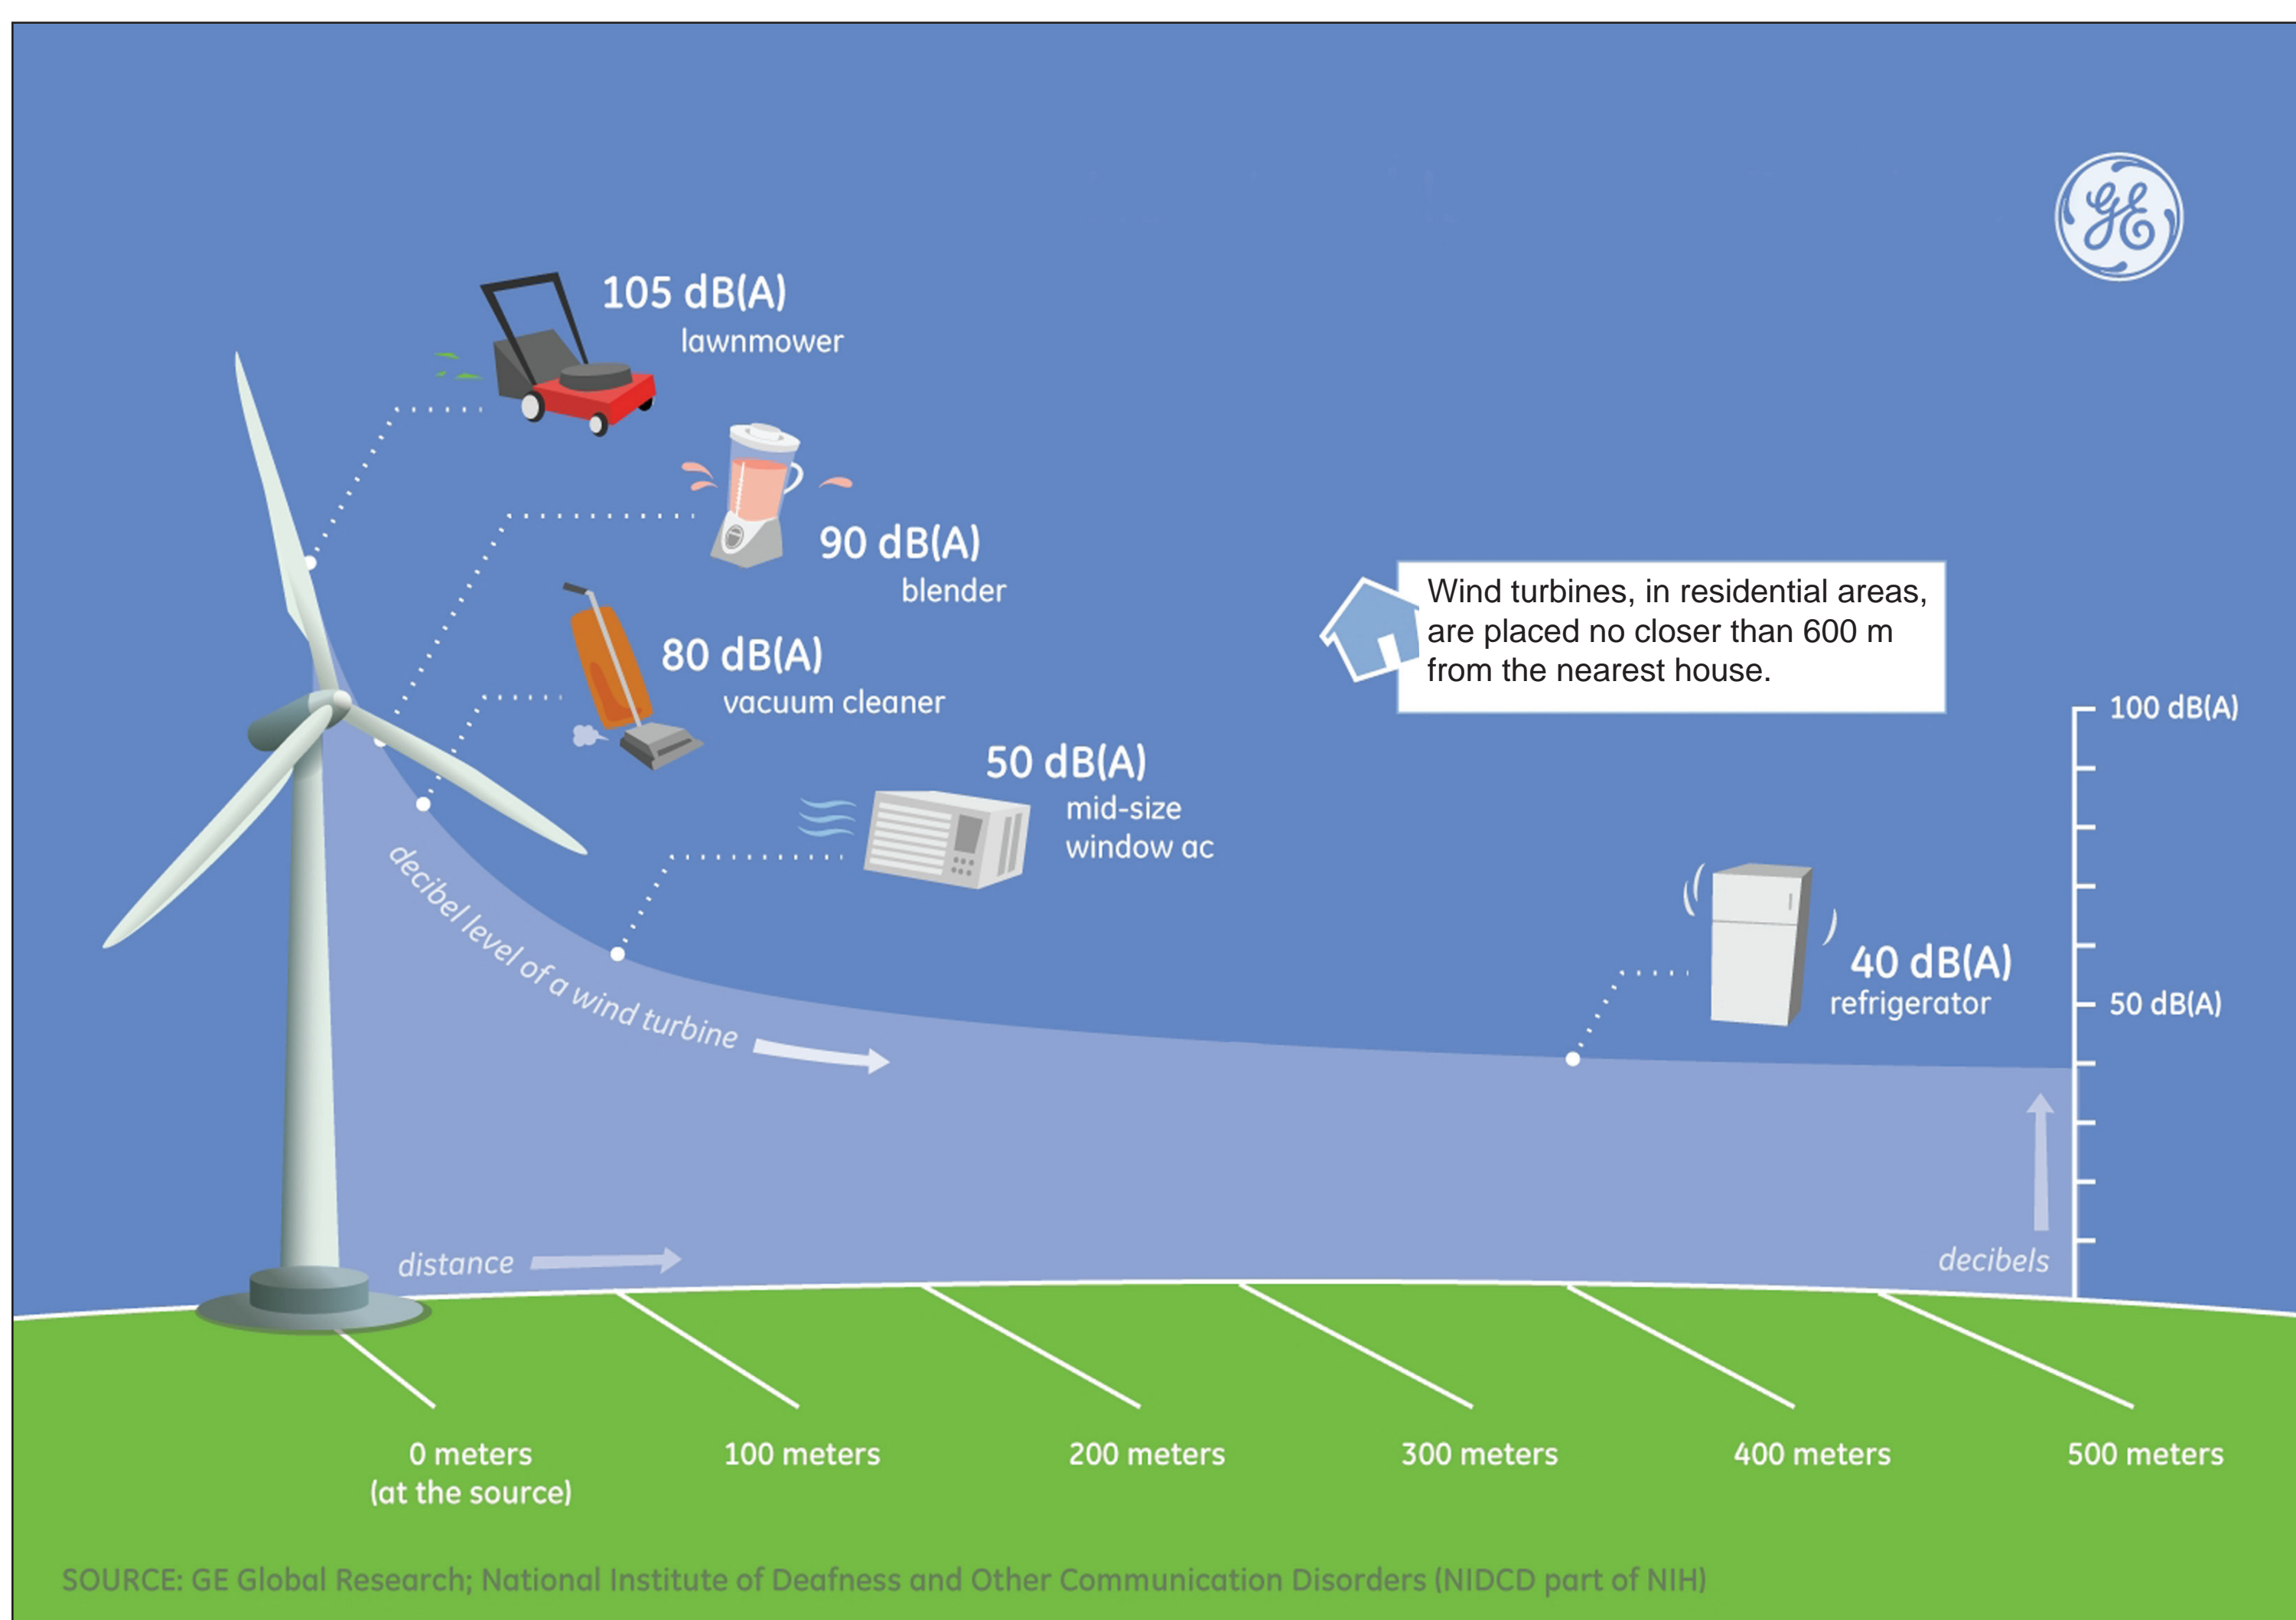 GE
105 dB(A)
lawnmower
90 dB(A)
blender
80 dB(A)
vacuum cleaner
50 dB(A)
mid-size
window ac
Wind turbines, in residential areas,
are placed no closer than 600 m
from the nearest house.
100 dB(A)
50 dB(A)
40 dB(A)
refrigerator
decibel level of a wind turbine
distance
decibels
0 meters
(at the source)
100 meters
200 meters
300 meters
400 meters
500 meters
SOURCE: GE Global Research; National Institute of Deafness and Other Communication Disorders (NIDCD part of NIH)